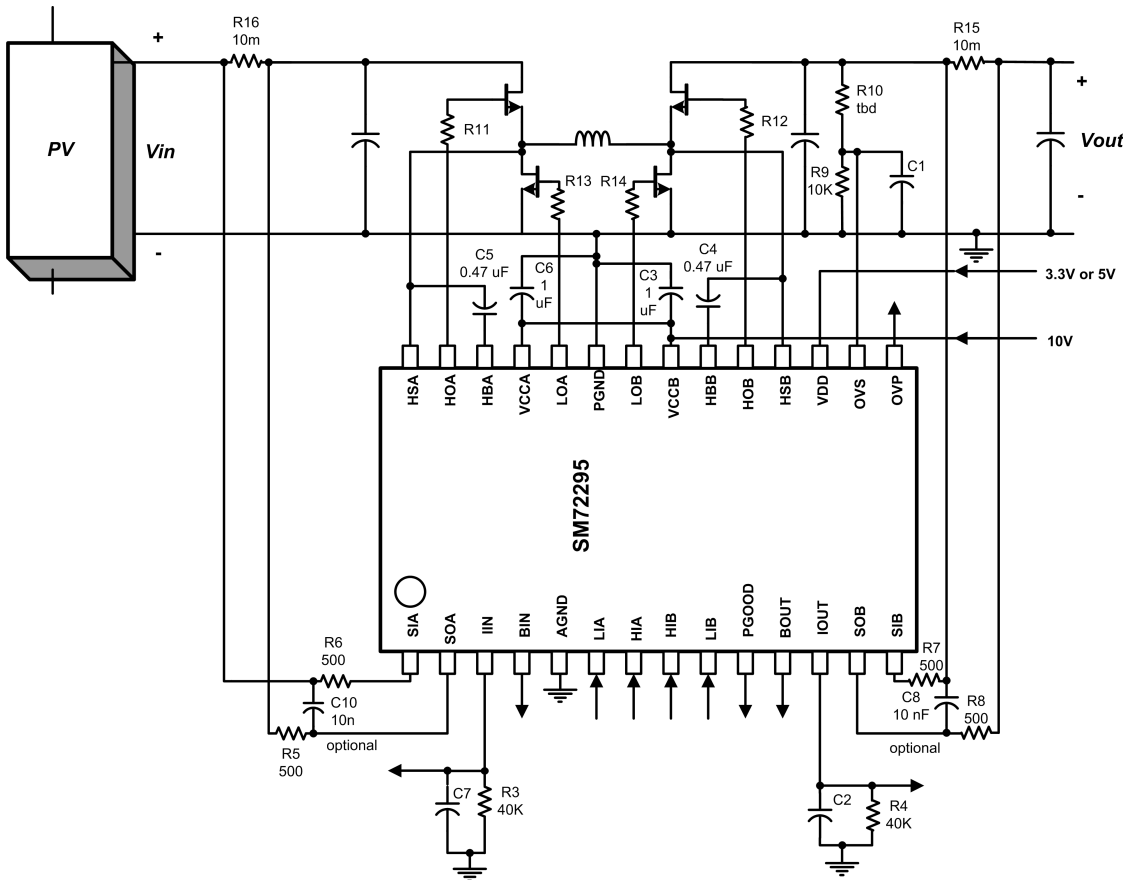 R16
10m
R15
10m
+
+
R10
tbd
R11
R12
PV
Vin
Vout
C1
R9
10K
R13
R14
-
-
C5
0.47 uF
C6
1
uF
C3
1
uF
C4
0.47 uF
3.3V or 5V
10V
HSA
HOA
HBA
VCCA
LOA
PGND
LOB
VCCB
HBB
HOB
HSB
VDD
OVS
OVP
SM72295
SIA
SOA
IIN
BIN
AGND
LIA
HIA
HIB
LIB
PGOOD
BOUT
IOUT
SOB
SIB
R6
500
R7
500
C10
10n
C8
10 nF
R8
500
optional
optional
R5
500
C7
R3
40K
C2
R4
40K